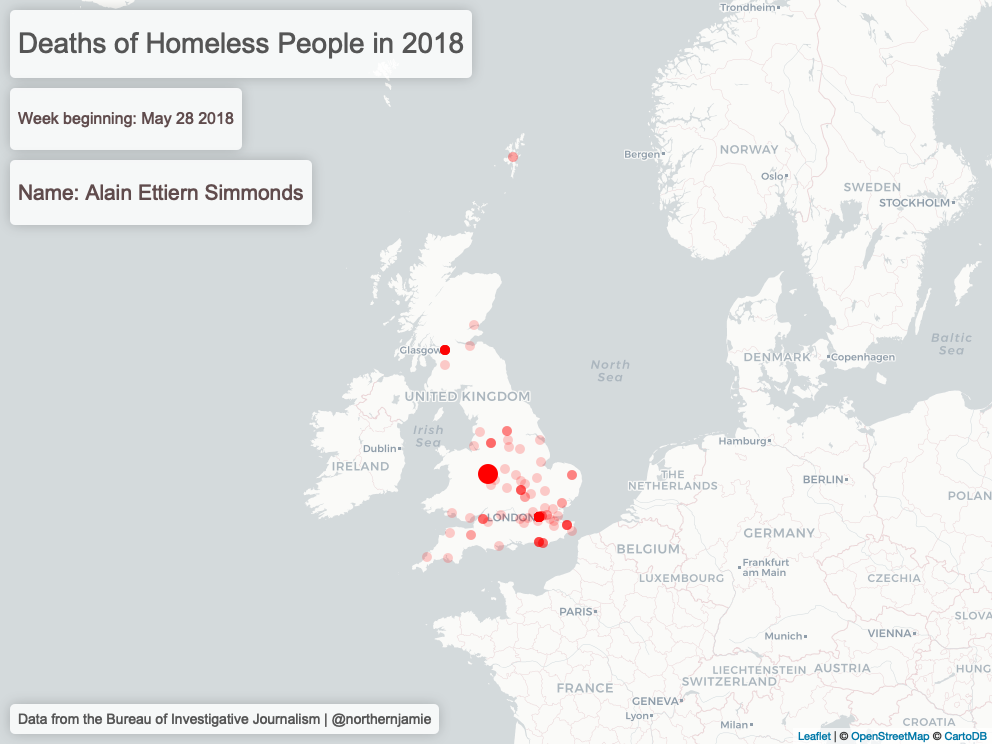 Deaths of Homeless People in 2018
Week beginning: May 28 2018
Name: Alain Ettiern Simmonds
Trondheim
NORWAY
Bergen
Oslo
SWEDEN
STOCKHOLM
Glasgow
North
Sea
Baltic
Sea
DENMARK
Copenhagen
UNITED KINGDOM
Irish
Sea
Dublin
IRELAND
Hamburg
THE
NETHERLANDS
BERLIN
POLAN
LONDON
BELGIUM
GERMANY
Frankfurt
am Main
LUXEMBOURG
CZECHIA
PARIS
SLOVA
Munich
VIENNA
LIECHTENSTEIN
AUSTRIA
HUNG
SWITZERLAND
FRANCE
GENEVA
Lyon
Milan
CROATIA
Data from the Bureau of Investigative Journalism | @northernjamie
Leaflet | © OpenStreetMap © CartoDB